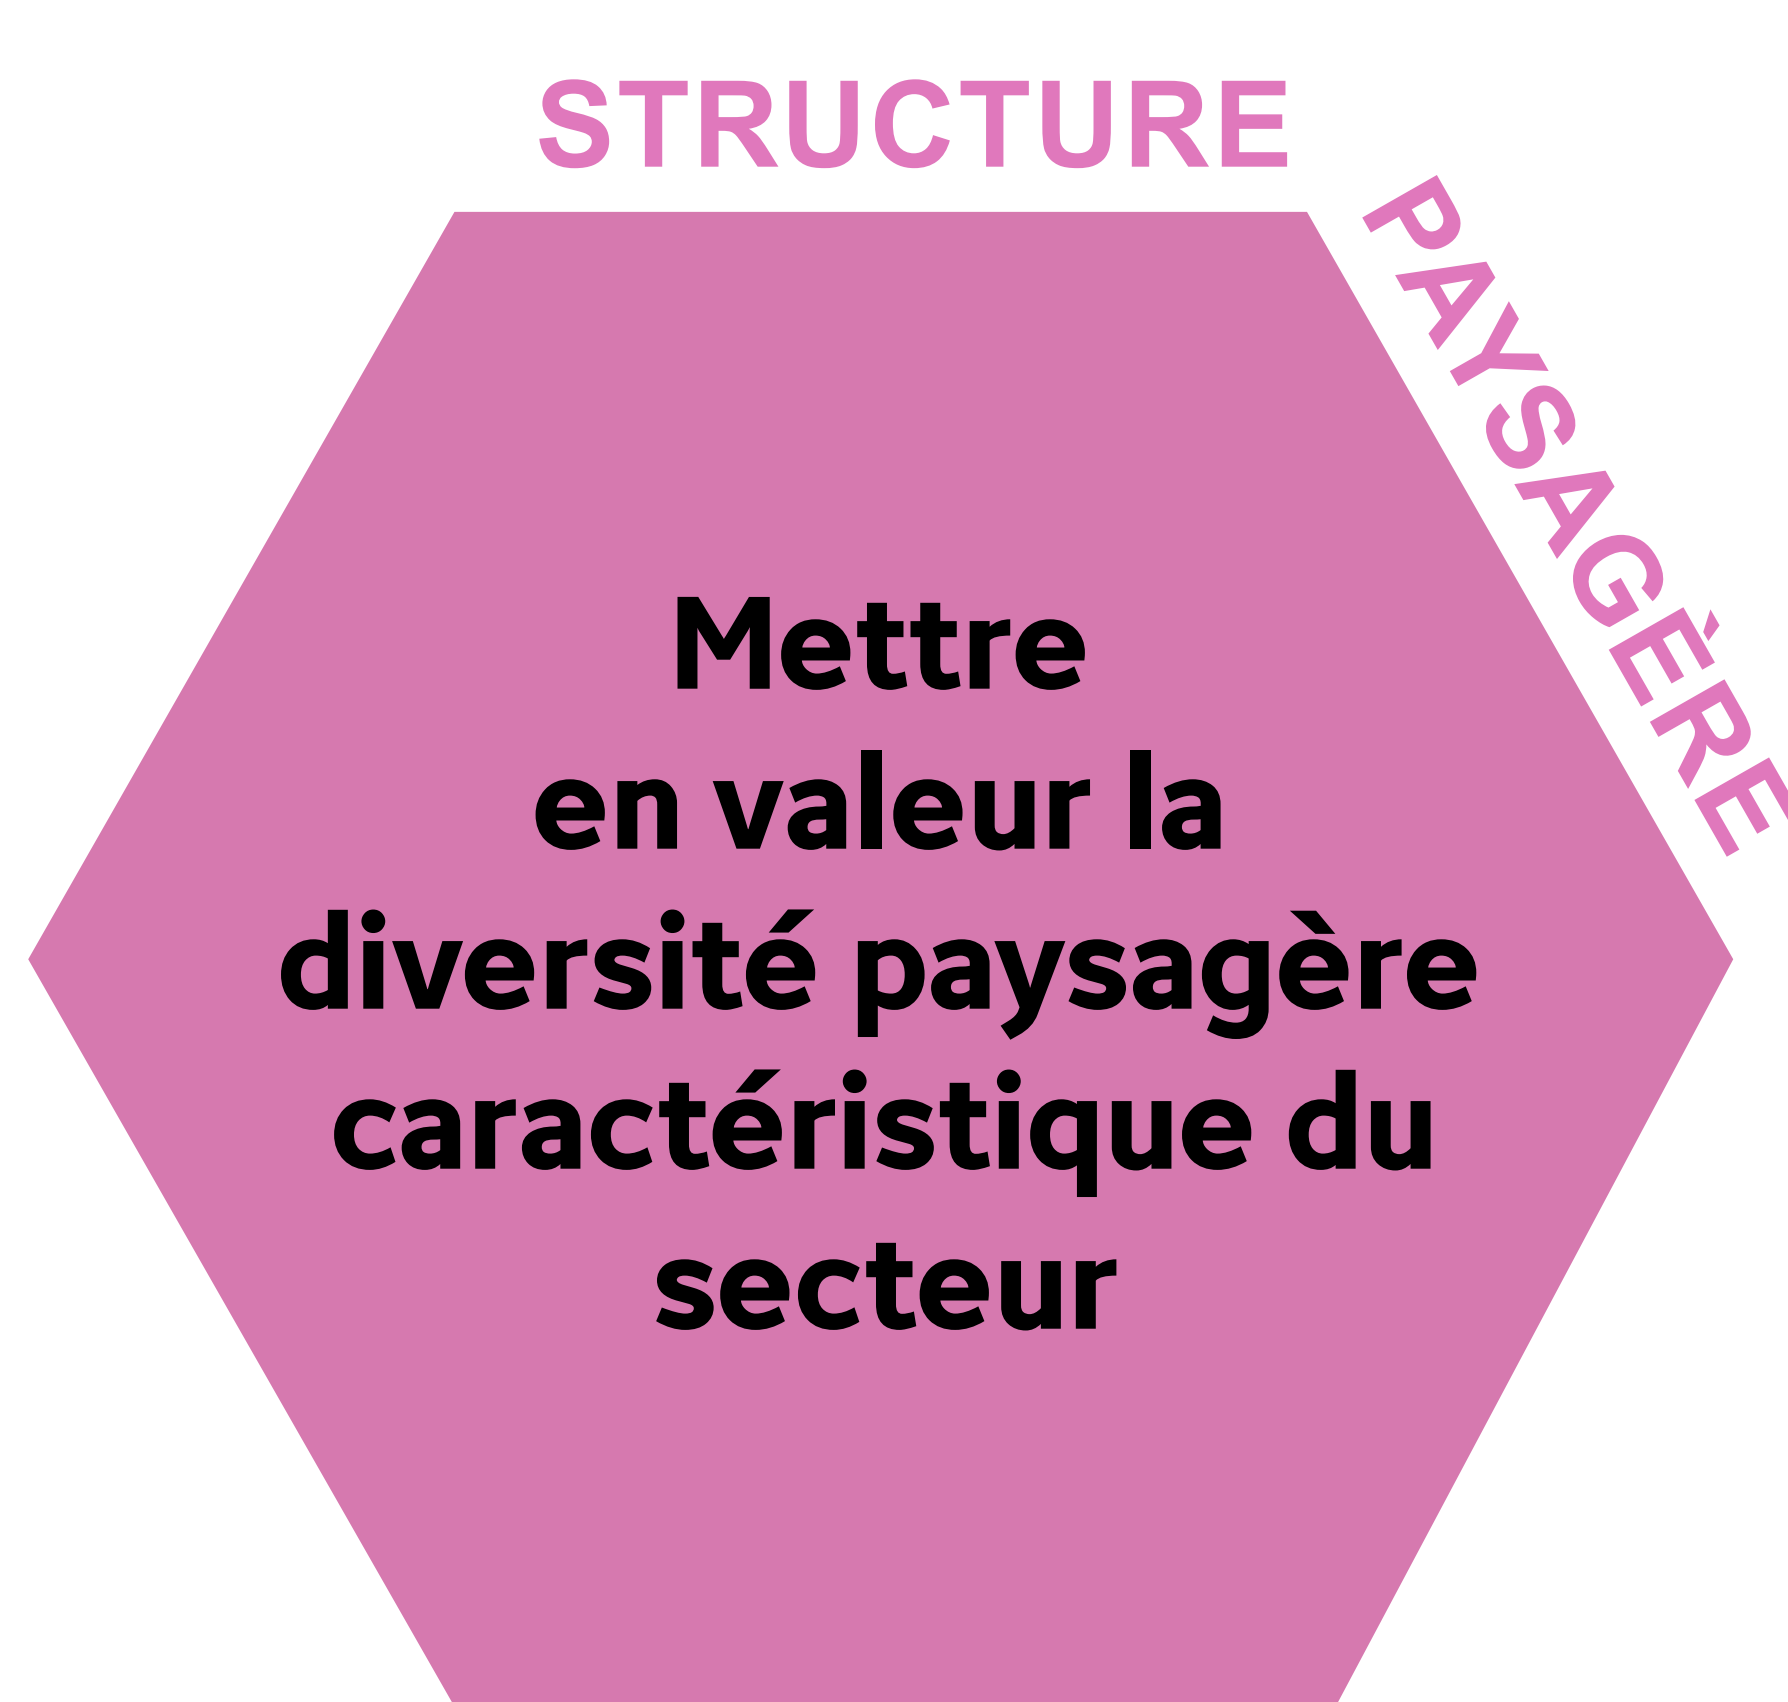 STRUCTURE
PAYSAGÈRE
Mettre
en valeur la
diversité paysagère
caractéristique du
secteur